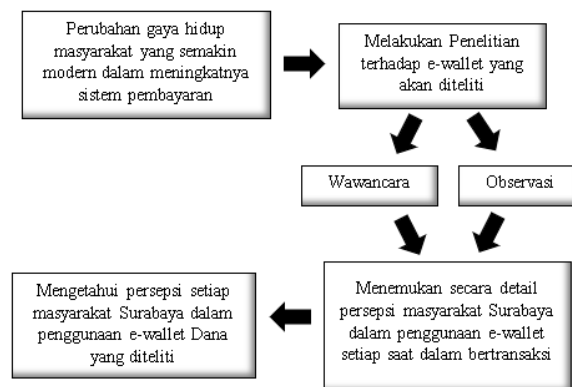 Perubahan gaya hidup
masyarakat yang semakin
modern dalam meningkatnya
sistem pembayaran
Melakukan Penelitian
terhadap e-wallet yang
akan diteliti
Wawancara
Observasi
Menemukan secara detail
persepsi masyarakat Surabaya
dalam penggunaan e-wallet
setiap saat dalam bertransaksi
Mengetahui persepsi setiap
masyarakat Surabaya dalam
penggunaan e-wallet Dana
yang diteliti